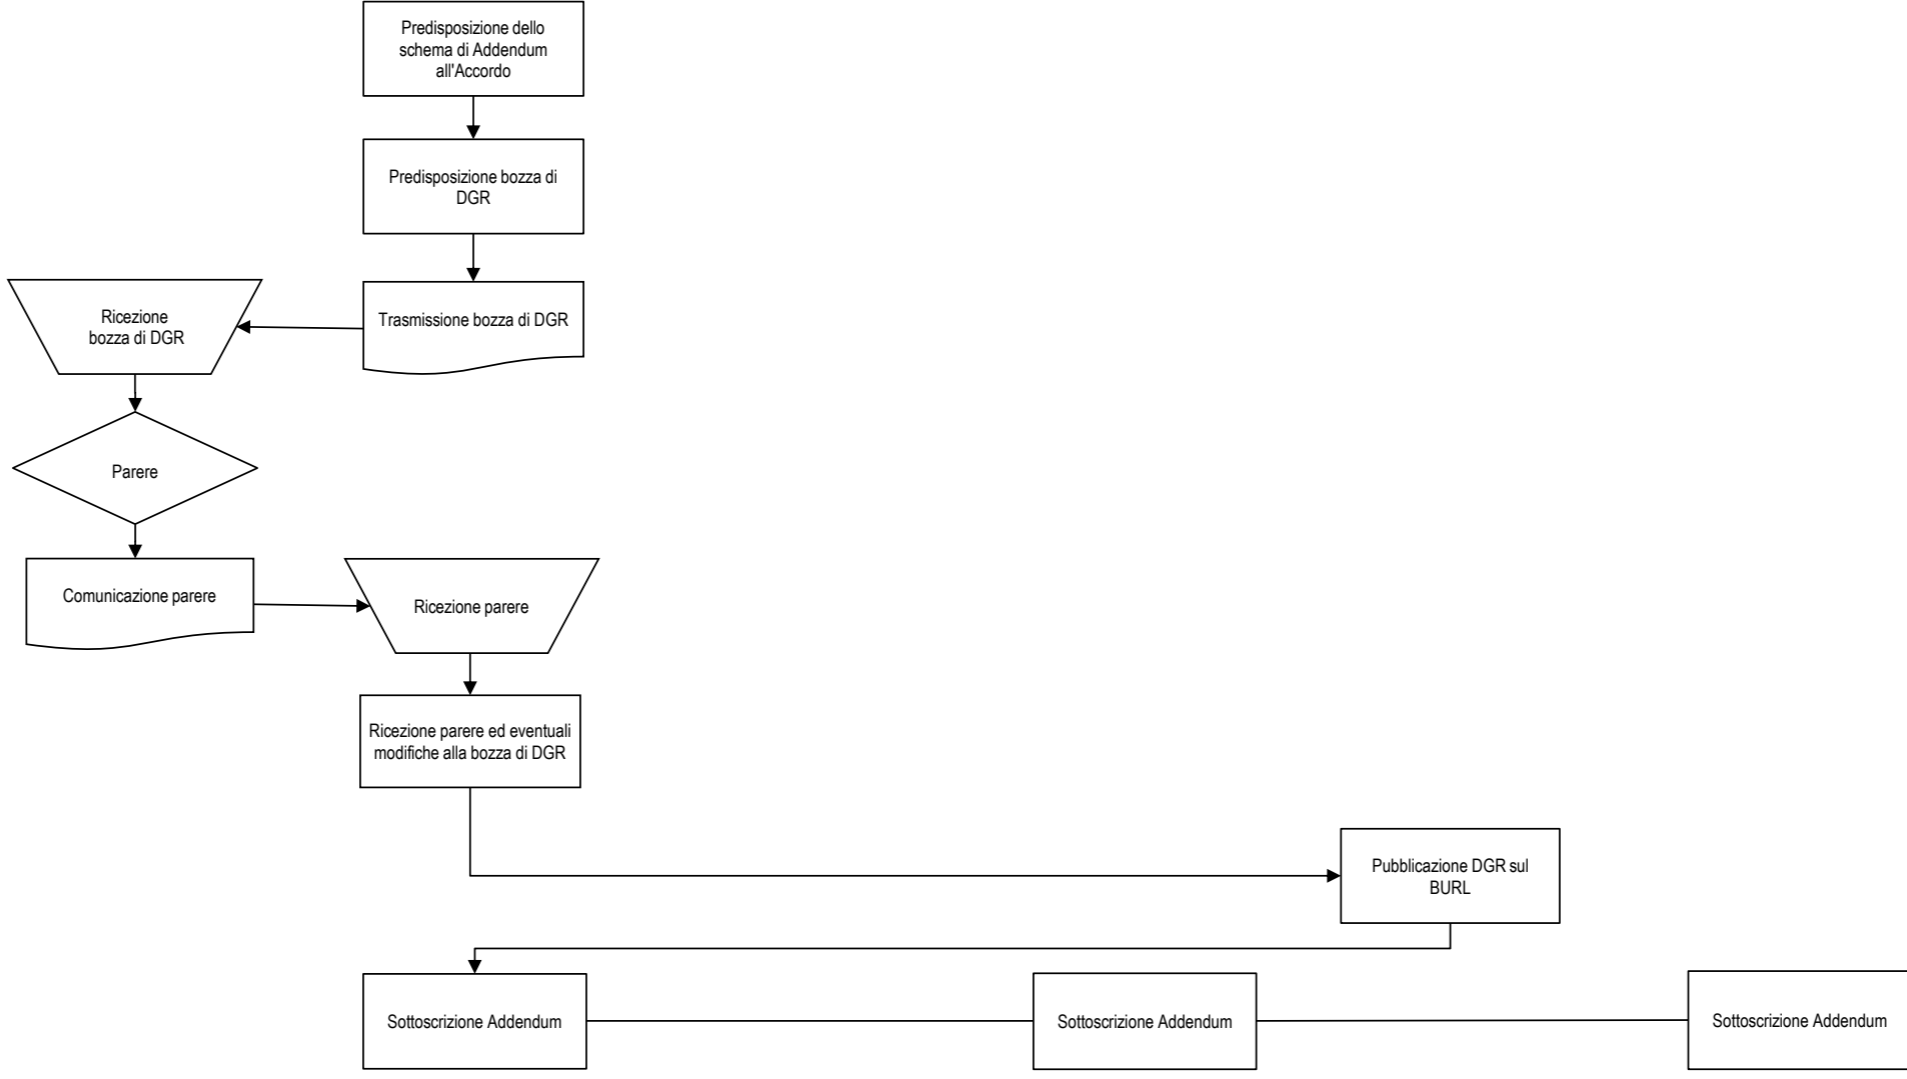 Predisposizione dello
schema di Addendum
all'Accordo
Predisposizione bozza di
DGR
Trasmissione bozza di DGR
Ricezione
bozza di DGR
Parere
Comunicazione parere
Ricezione parere
Ricezione parere ed eventuali
modifiche alla bozza di DGR
Pubblicazione DGR sul
BURL
Sottoscrizione Addendum
Sottoscrizione Addendum
Sottoscrizione Addendum